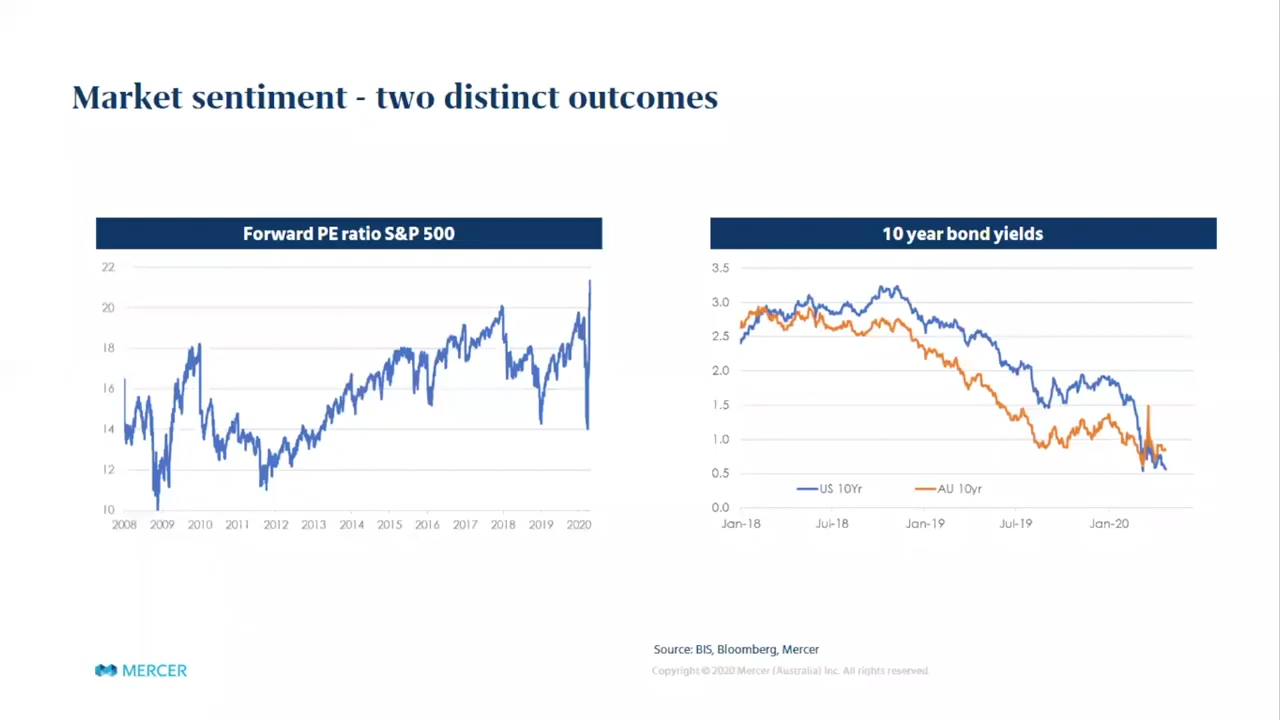 Market sentiment - two distinct outcomes
Forward PE ratio S&P 500
22
20
18
16
14
12
10
2008 2009 2010 2011 2012 2013 2014 2015 2016 2017 2018 2019 2020
10 year bond yields
3.5
3.0
2.5
2.0
1.5
1.0
0.5
0.0
US 10Yr AU 10yr
Jan-18 Jul-18 Jan-19 Jul-19 Jan-20
Source: BIS, Bloomberg, Mercer
MERCER
Copyright © 2020 Mercer (Australia) Inc. All rights reserved.